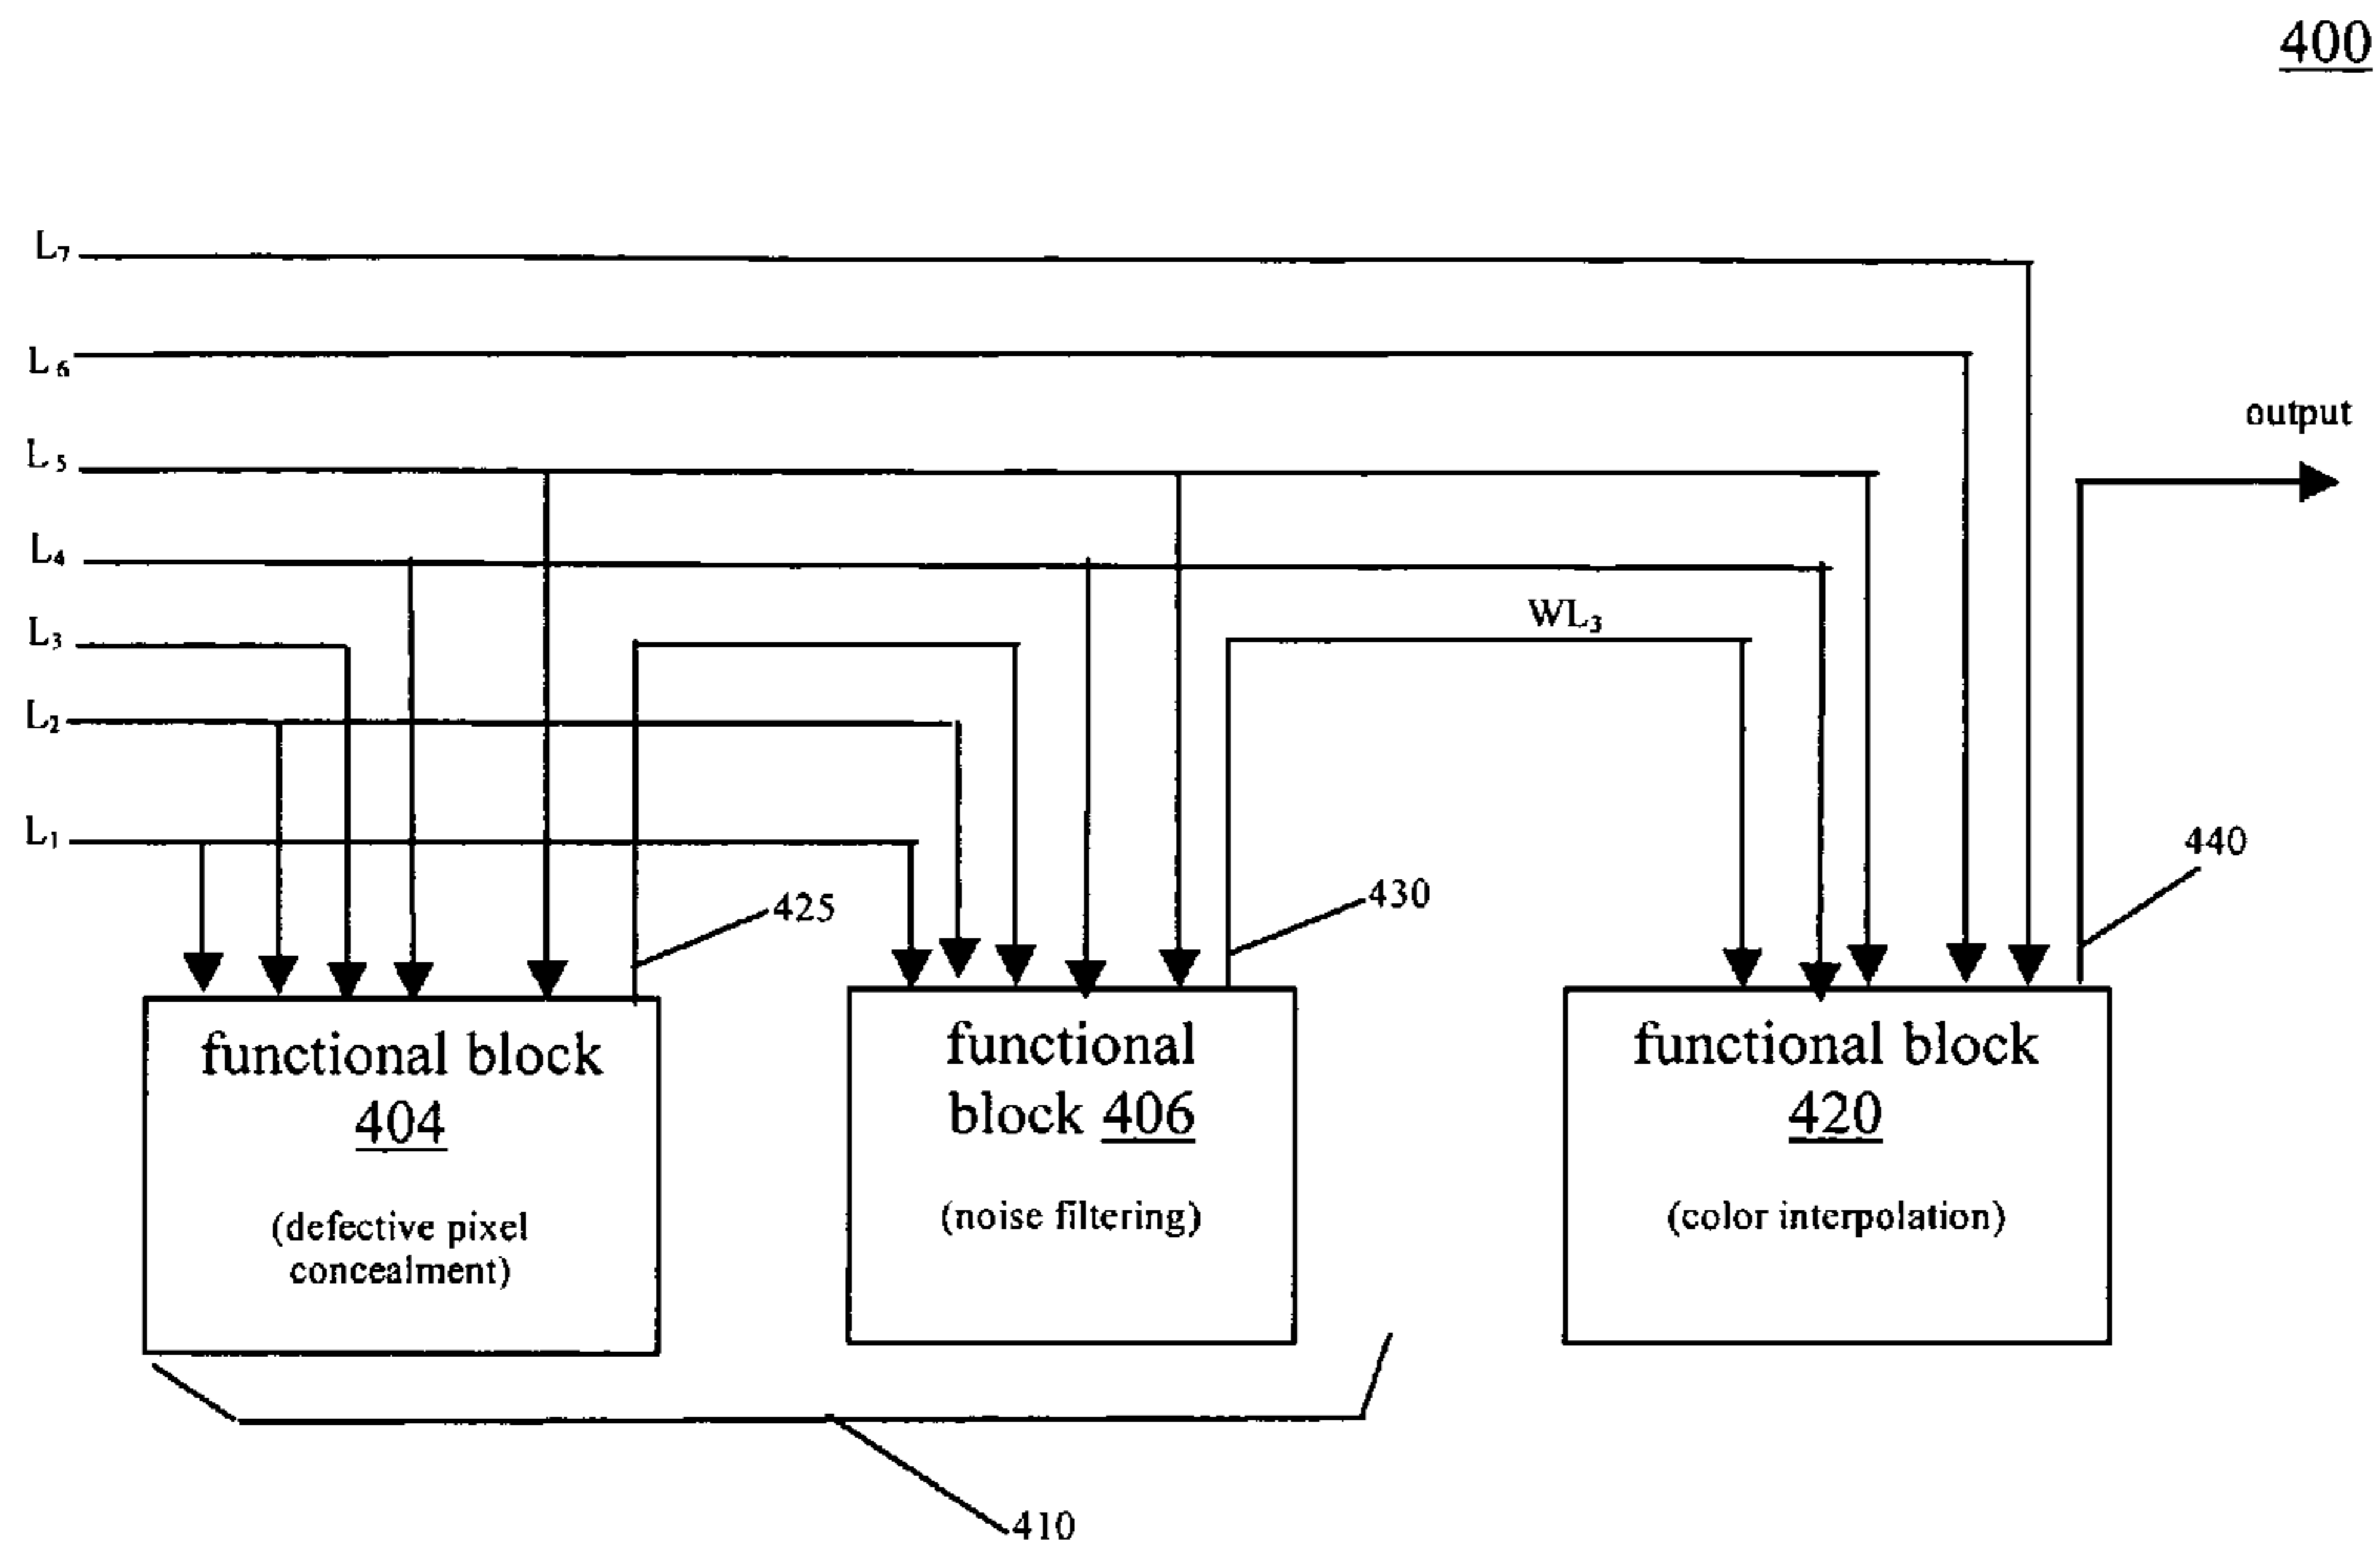 400
L7
L6
L5
output
L4
L3
WL3
L2
L1
440
425
430
functional block
404
(defective pixel
concealment)
functional
block 406
(noise filtering)
functional block
420
(color interpolation)
410